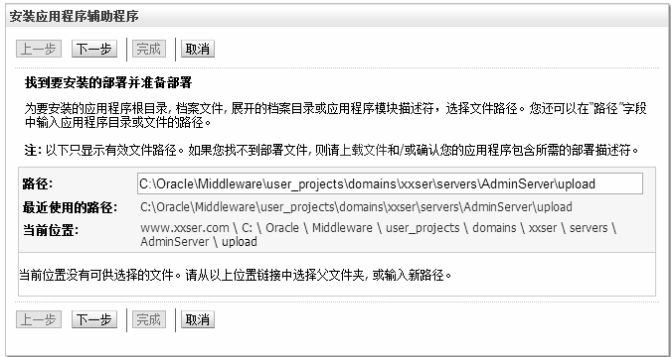 安装应用程序辅助程序
上一步 下一步 完成 取消
找到要安装的部署并准备部署
为要安装的应用程序根目录, 档案文件, 展开的档案目录或应用程序模块描述符，选择文件路径。您还可以在"路径"字段
中输入应用程序目录或文件的路径。
注: 以下只显示有效文件路径。如果您找不到部署文件, 则请上载文件和/或确认您的应用程序包含所需的部署描述符。
路径: C:\Oracle\Middleware\user_projects\domains\xxser\servers\AdminServer\upload
最近使用的路径: C:\Oracle\Middleware\user_projects\domains\xxser\servers\AdminServer\upload
当前位置: www.xxser.com \ C: \ Oracle \ Middleware \ user_projects \ domains \ xxser \ servers \
AdminServer \ upload
当前位置没有可供选择的文件。请从以上位置链接中选择父文件夹, 或输入新路径。
上一步 下一步 完成 取消